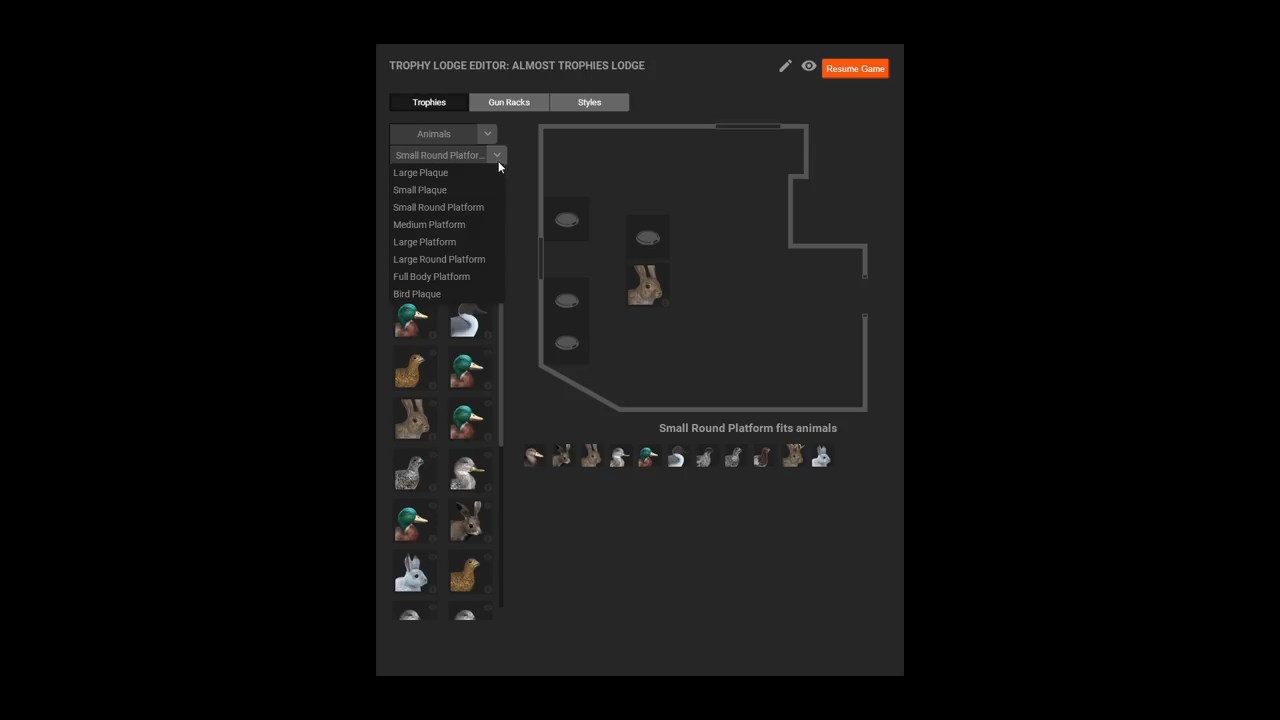 TROPHY LODGE EDITOR: ALMOST TROPHIES LODGE
Resume Game
Trophies
Gun Racks
Styles
Animals
Small Round Platfor...
Large Plaque
Small Plaque
Small Round Platform
Medium Platform
Large Platform
Large Round Platform
Full Body Platform
Bird Plaque
Small Round Platform fits animals